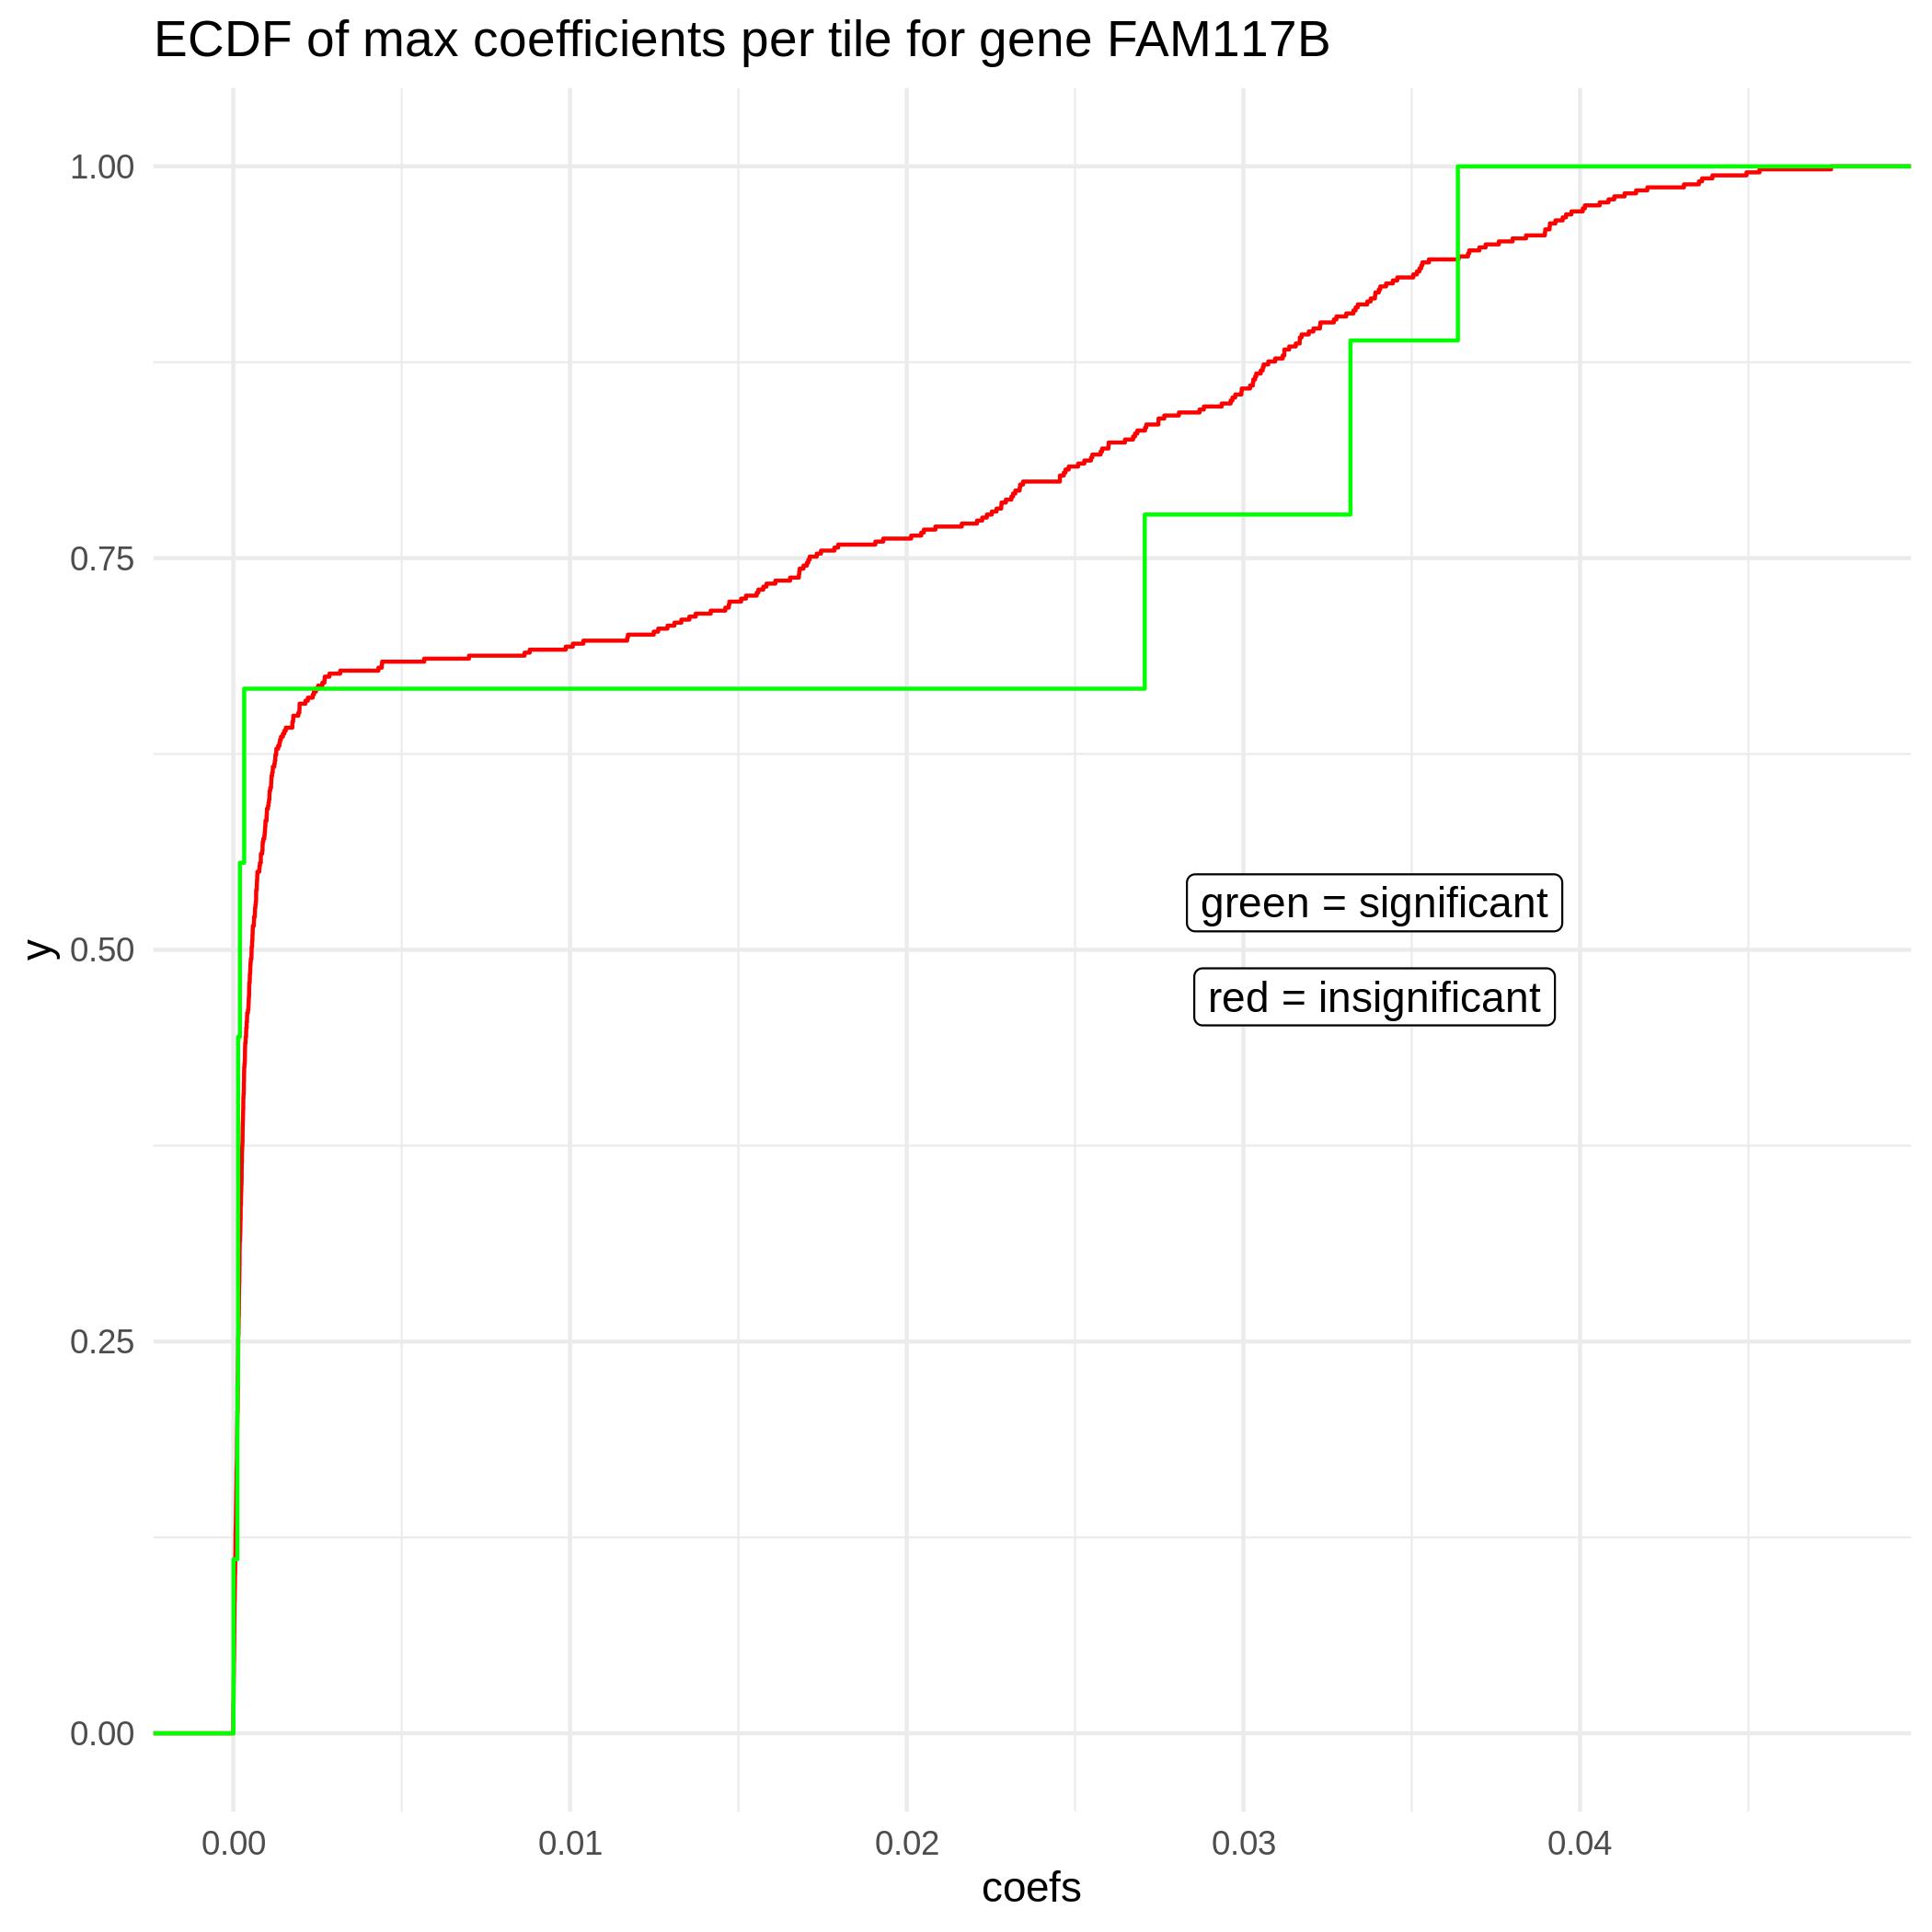 ECDF of max coefficients per tile for gene FAM117B
1.00
0.75
0.50
0.25
0.00
y
green = significant
red = insignificant
0.00 0.01 0.02 0.03 0.04
coefs